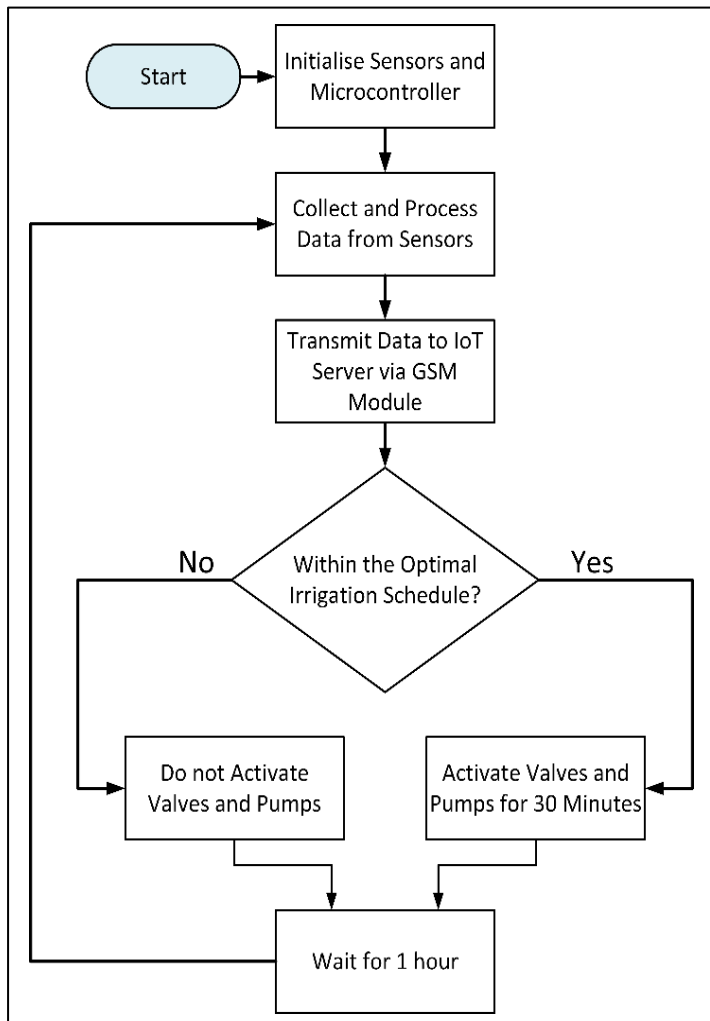 Start
Initialise Sensors and
Microcontroller
Collect and Process
Data from Sensors
Transmit Data to IoT
Server via GSM
Module
No
Within the Optimal
Irrigation Schedule?
Yes
Do not Activate
Valves and Pumps
Activate Valves and
Pumps for 30 Minutes
Wait for 1 hour